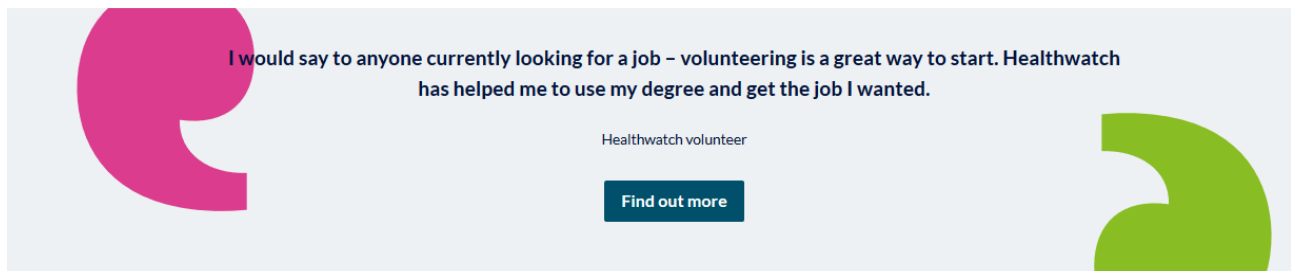 I would say to anyone currently looking for a job – volunteering is a great way to start. Healthwatch
has helped me to use my degree and get the job I wanted.
Healthwatch volunteer
Find out more